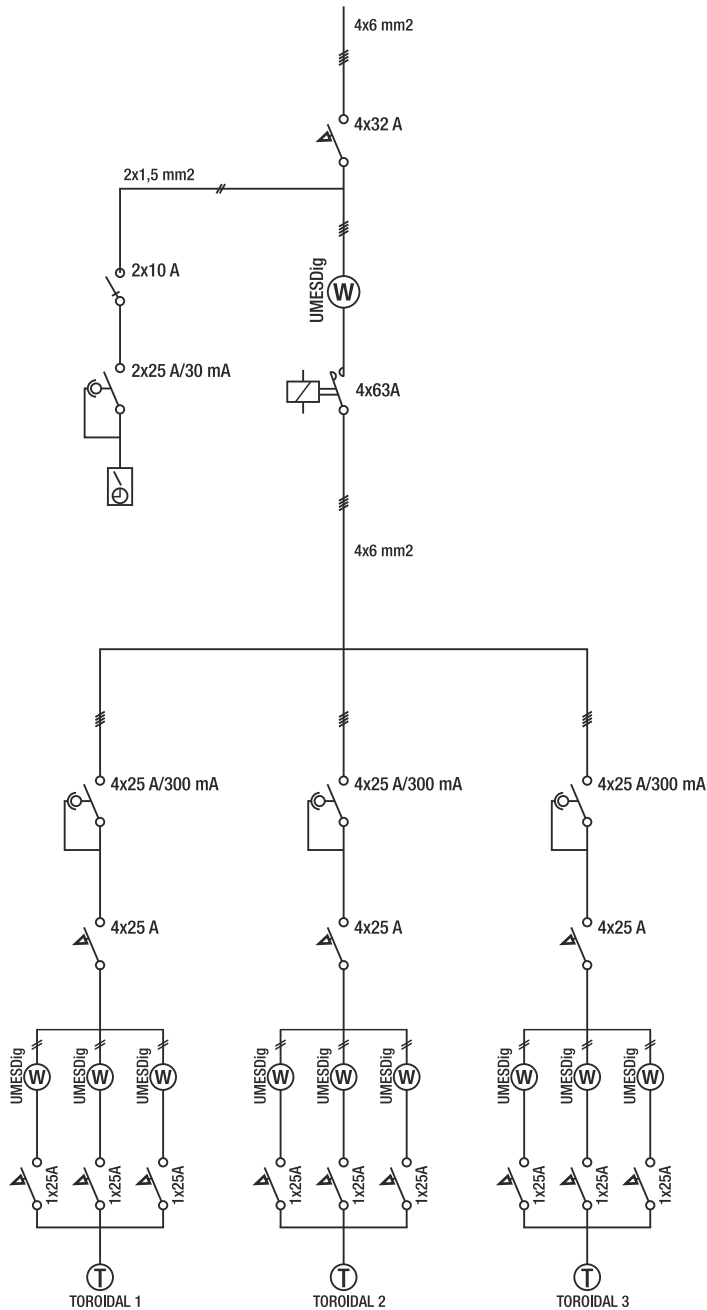 4x6 mm2
4x32 A
2x1,5 mm2
2x10 A
UMESDig
W
2x25 A/30 mA
4x63A
4x6 mm2
4x25 A/300 mA
4x25 A/300 mA
4x25 A/300 mA
4x25 A
4x25 A
4x25 A
UMESDig
W
UMESDig
W
UMESDig
W
UMESDig
W
UMESDig
W
UMESDig
W
UMESDig
W
UMESDig
W
UMESDig
W
1x25A
1x25A
1x25A
1x25A
1x25A
1x25A
1x25A
1x25A
1x25A
T
T
T
TOROIDAL 1
TOROIDAL 2
TOROIDAL 3